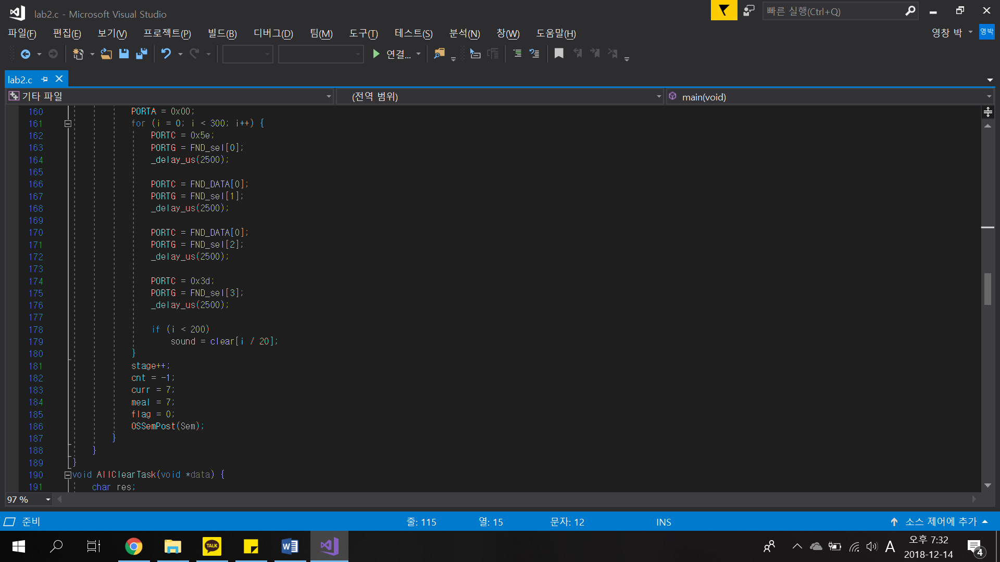 lab2.c - Microsoft Visual Studio
빠른 실행(Ctrl+Q)
파일(F) 편집(E) 보기(V) 프로젝트(P) 빌드(B) 디버그(D) 팀(M) 도구(T) 테스트(S) 분석(N) 창(W) 도움말(H)
영창 박 영박
연결...
lab2.c
기타 파일 (전역 범위) main(void)
160 PORTA = 0x00;
161 for (i = 0; i < 300; i++) {
162 PORTC = 0x5e;
163 PORTG = FND_sel[0];
164 _delay_us(2500);
165
166 PORTC = FND_DATA[0];
167 PORTG = FND_sel[1];
168 _delay_us(2500);
169
170 PORTC = FND_DATA[0];
171 PORTG = FND_sel[2];
172 _delay_us(2500);
173
174 PORTC = 0x3d;
175 PORTG = FND_sel[3];
176 _delay_us(2500);
177
178 if (i < 200)
179 sound = clear[i / 20];
180 }
181 stage++;
182 cnt = -1;
183 curr = 7;
184 meal = 7;
185 flag = 0;
186 OSSemPost(Sem);
187 }
188 }
189 }
190 void AllClearTask(void *data) {
191 char res;
97 %
준비 줄: 115 열: 15 문자: 12 INS 소스 제어에 추가
TALK
A
오후 7:32
2018-12-14
4